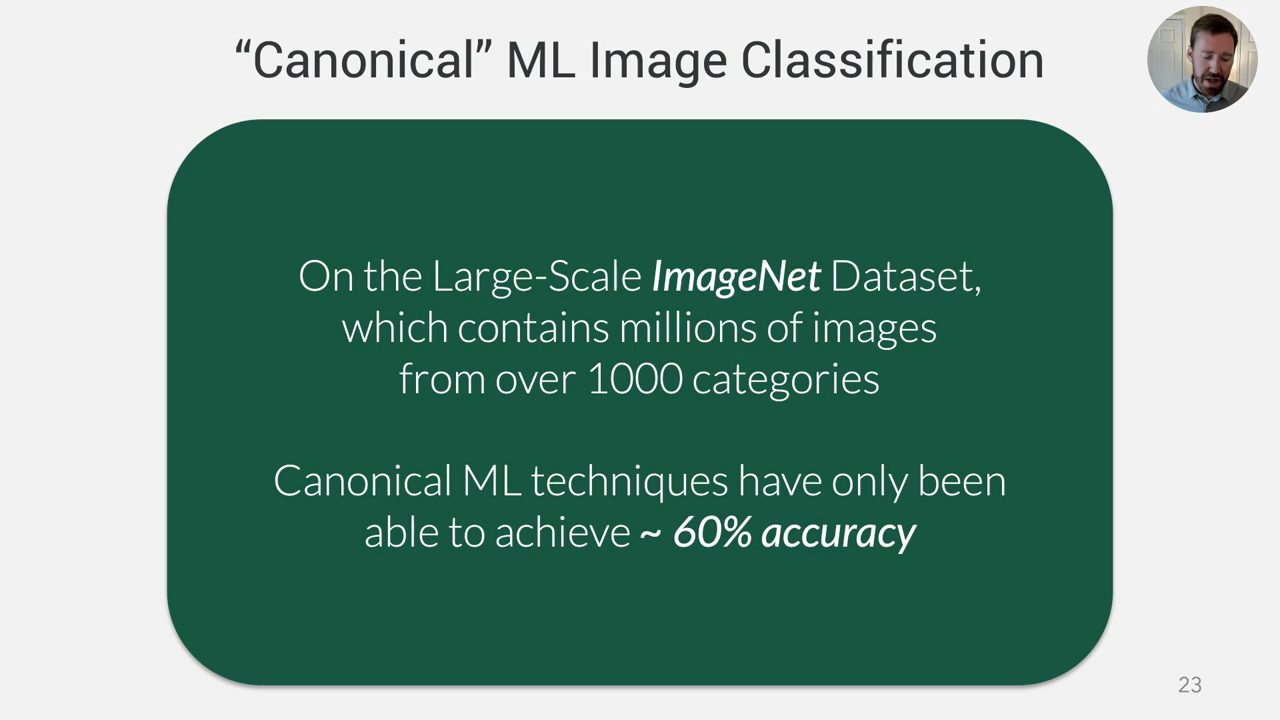 “Canonical” ML Image Classification
On the Large-Scale ImageNet Dataset,
which contains millions of images
from over 1000 categories
Canonical ML techniques have only been
able to achieve ~ 60% accuracy
23